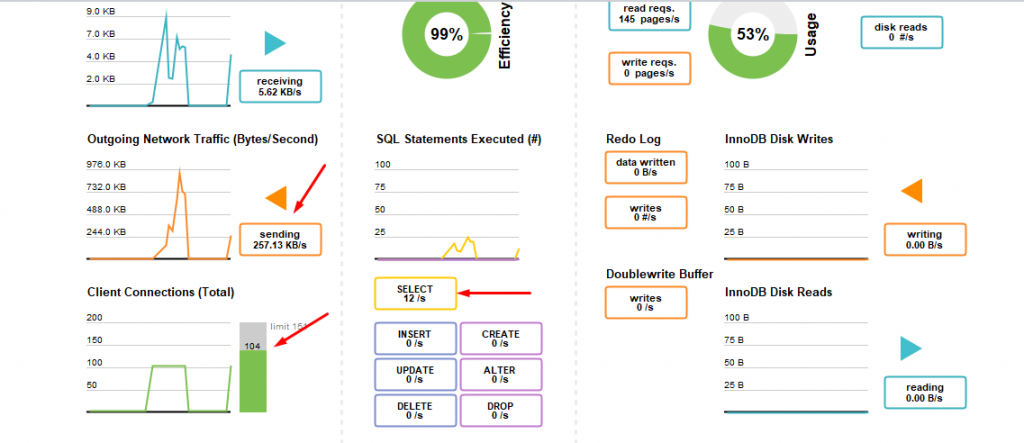 9.0 KB
7.0 KB
4.0 KB
2.0 KB
receiving
5.62 KB/s
99%
Efficiency
read reqs.
145 pages/s
write reqs.
0 pages/s
53%
Usage
disk reads
0 #/s
Outgoing Network Traffic (Bytes/Second)
976.0 KB
732.0 KB
488.0 KB
244.0 KB
sending
257.13 KB/s
SQL Statements Executed (#)
100
75
50
25
SELECT
12 /s
INSERT
0 /s
CREATE
0 /s
UPDATE
0 /s
ALTER
0 /s
DELETE
0 /s
DROP
0 /s
Redo Log
data written
0 B/s
writes
0 #/s
Doublewrite Buffer
writes
0 /s
InnoDB Disk Writes
100 B
75 B
50 B
25 B
writing
0.00 B/s
InnoDB Disk Reads
100 B
75 B
50 B
25 B
reading
0.00 B/s
Client Connections (Total)
200
150
100
50
limit 151
104